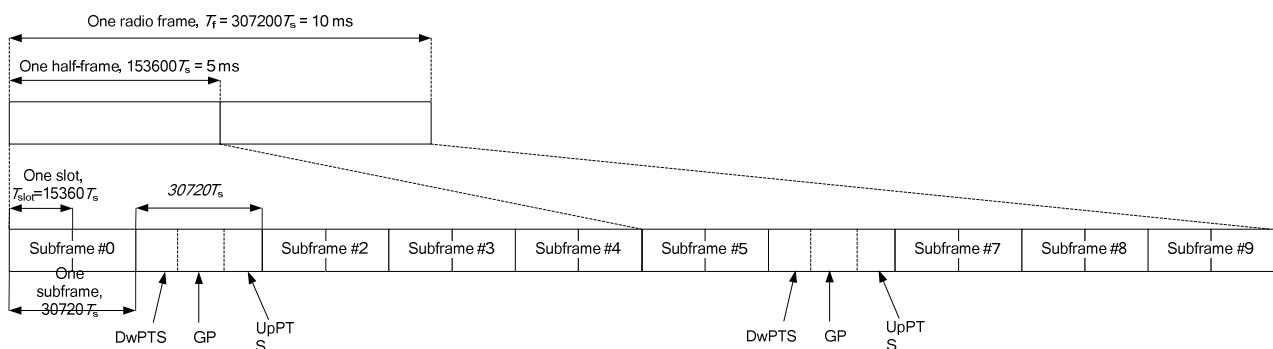 One radio frame, Tf = 307200Ts = 10 ms
One half-frame, 153600Ts = 5 ms
One slot,
Tslot=15360Ts
30720Ts
Subframe #0
Subframe #2
Subframe #3
Subframe #4
Subframe #5
Subframe #7
Subframe #8
Subframe #9
One
subframe,
30720Ts
DwPTS
GP
UpPT
S
DwPTS
GP
UpPT
S